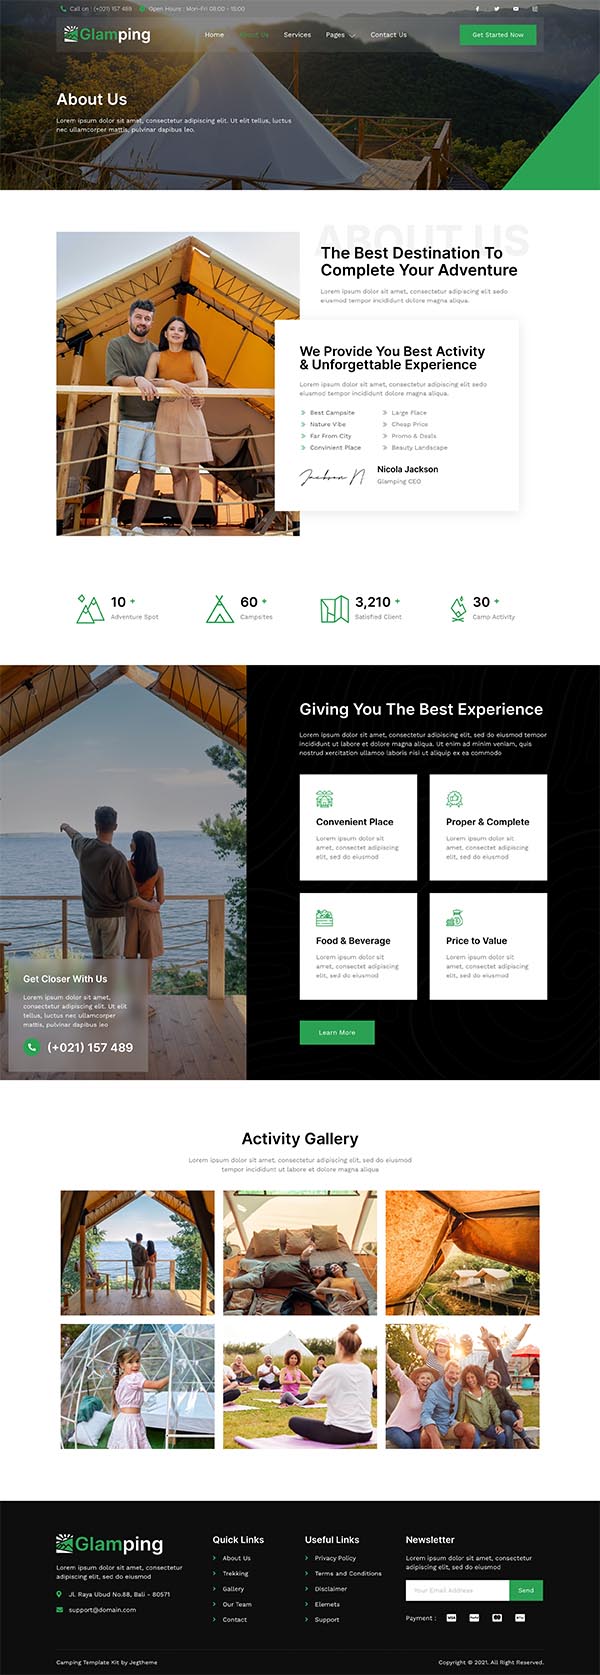 Call on : (+021) 157 489
Open Hours : Mon-Fri 08:00 - 15:00
Glamping
Home
About Us
Services
Pages
Contact Us
Get Started Now
About Us
Lorem ipsum dolor sit amet, consectetur adipiscing elit. Ut elit tellus, luctus
nec ullamcorper mattis, pulvinar dapibus leo.
ABOUT US
The Best Destination To
Complete Your Adventure
Lorem ipsum dolor sit amet, consectetur adipiscing elit, sed do
eiusmod tempor incididunt dolore magna aliqua.
We Provide You Best Activity
& Unforgettable Experience
Lorem ipsum dolor sit amet, consectetur adipiscing elit, sed do
eiusmod tempor incididunt dolore magna aliqua.
Best Campsite
Nature Vibe
Far From City
Convinient Place
Large Place
Cheap Price
Promo & Deals
Beauty Landscape
Jackson N
Nicola Jackson
Glamping CEO
10 +
Adventure Spot
60 +
Campsites
3,210 +
Satisfied Client
30 +
Camp Activity
Giving You The Best Experience
Lorem ipsum dolor sit amet, consectetur adipiscing elit, sed do eiusmod tempor
incididunt ut labore et dolore magna aliqua. Ut enim ad minim veniam, quis
nostrud xercitation ullamco laboris nisi ut aliquip ex ea commodo
Convenient Place
Lorem ipsum dolor sit
amet, consectet adipiscing
elit, sed do eiusmod
Proper & Complete
Lorem ipsum dolor sit
amet, consectet adipiscing
elit, sed do eiusmod
Food & Beverage
Lorem ipsum dolor sit
amet, consectet adipiscing
elit, sed do eiusmod
Price to Value
Lorem ipsum dolor sit
amet, consectet adipiscing
elit, sed do eiusmod
Learn More
Get Closer With Us
Lorem ipsum dolor sit amet,
consectetur adipiscing elit. Ut elit
tellus, luctus nec ullamcorper
mattis, pulvinar dapibus leo
(+021) 157 489
Activity Gallery
Lorem ipsum dolor sit amet, consectetur adipiscing elit, sed do eiusmod
tempor incididunt ut labore et dolore magna aliqua
Glamping
Lorem ipsum dolor sit amet, consectetur
adipiscing elit, sed do eiusmod tempor
Jl. Raya Ubud No.88, Bali - 80571
support@domain.com
Quick Links
About Us
Trekking
Gallery
Our Team
Contact
Useful Links
Privacy Policy
Terms and Conditions
Disclaimer
Elemets
Support
Newsletter
Lorem ipsum dolor sit amet, consectetur
adipiscing elit, sed do eiusmod tempor
Your Email Address
Send
Payment :
Camping Template Kit by Jegtheme
Copyright © 2021. All Right Reserved.